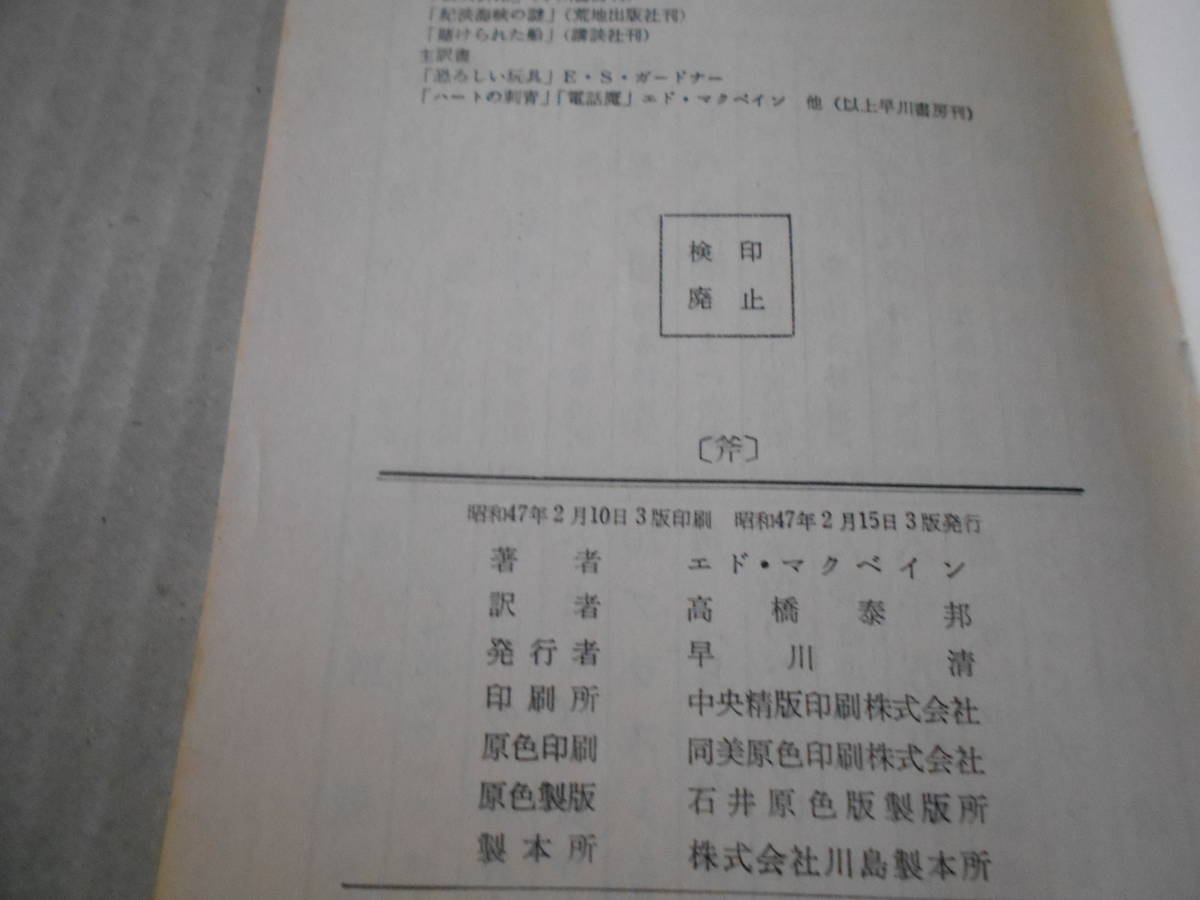 「紀淡海峡の謎」（荒地出版社刊）
「賭けられた船」（講談社刊）
主訳書
「恐ろしい玩具」E・S・ガードナー
「ハートの刺青」「電話魔」エド・マクベイン　他（以上早川書房刊）
検印
廃止
〔斧〕
昭和47年2月10日3版印刷　昭和47年2月15日3版発行
著者　エド・マクベイン
訳者　高橋泰邦
発行者　早川清
印刷所　中央精版印刷株式会社
原色印刷　同美原色印刷株式会社
原色製版　石井原色版製版所
製本所　株式会社川島製本所